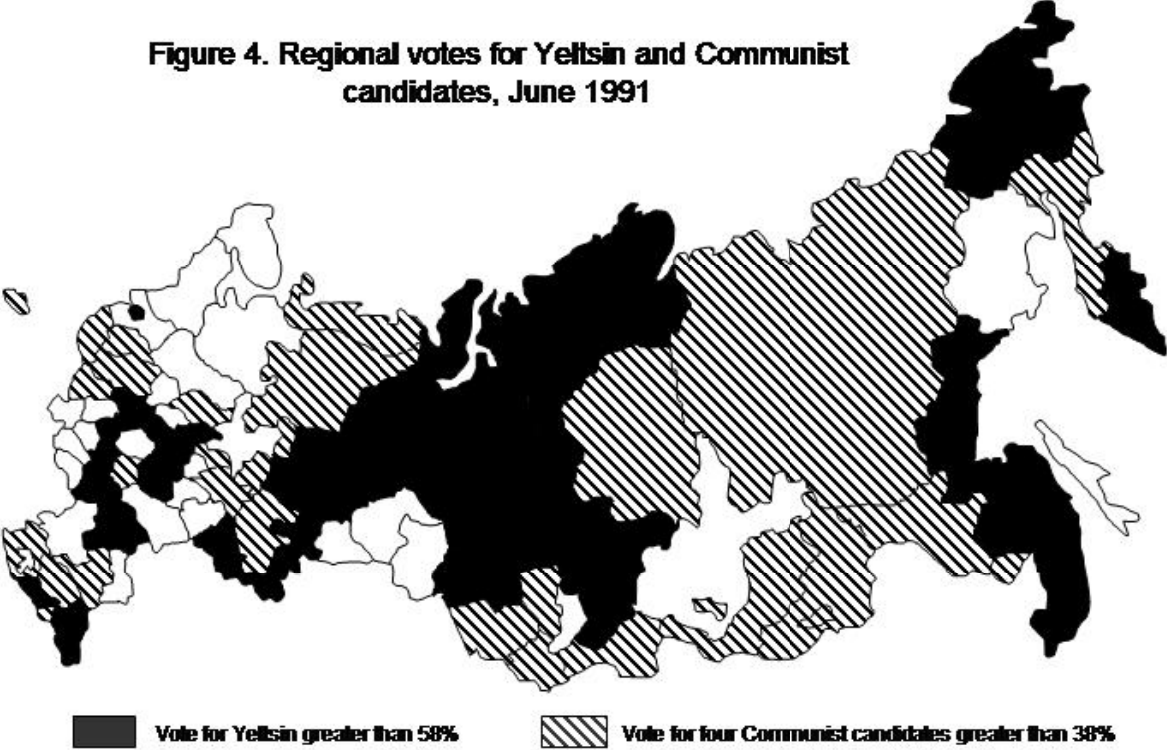 Figure 4. Regional votes for Yeltsin and Communist
candidates, June 1991
Vote for Yeltsin greater than 58%
Vote for four Communist candidates greater than 38%